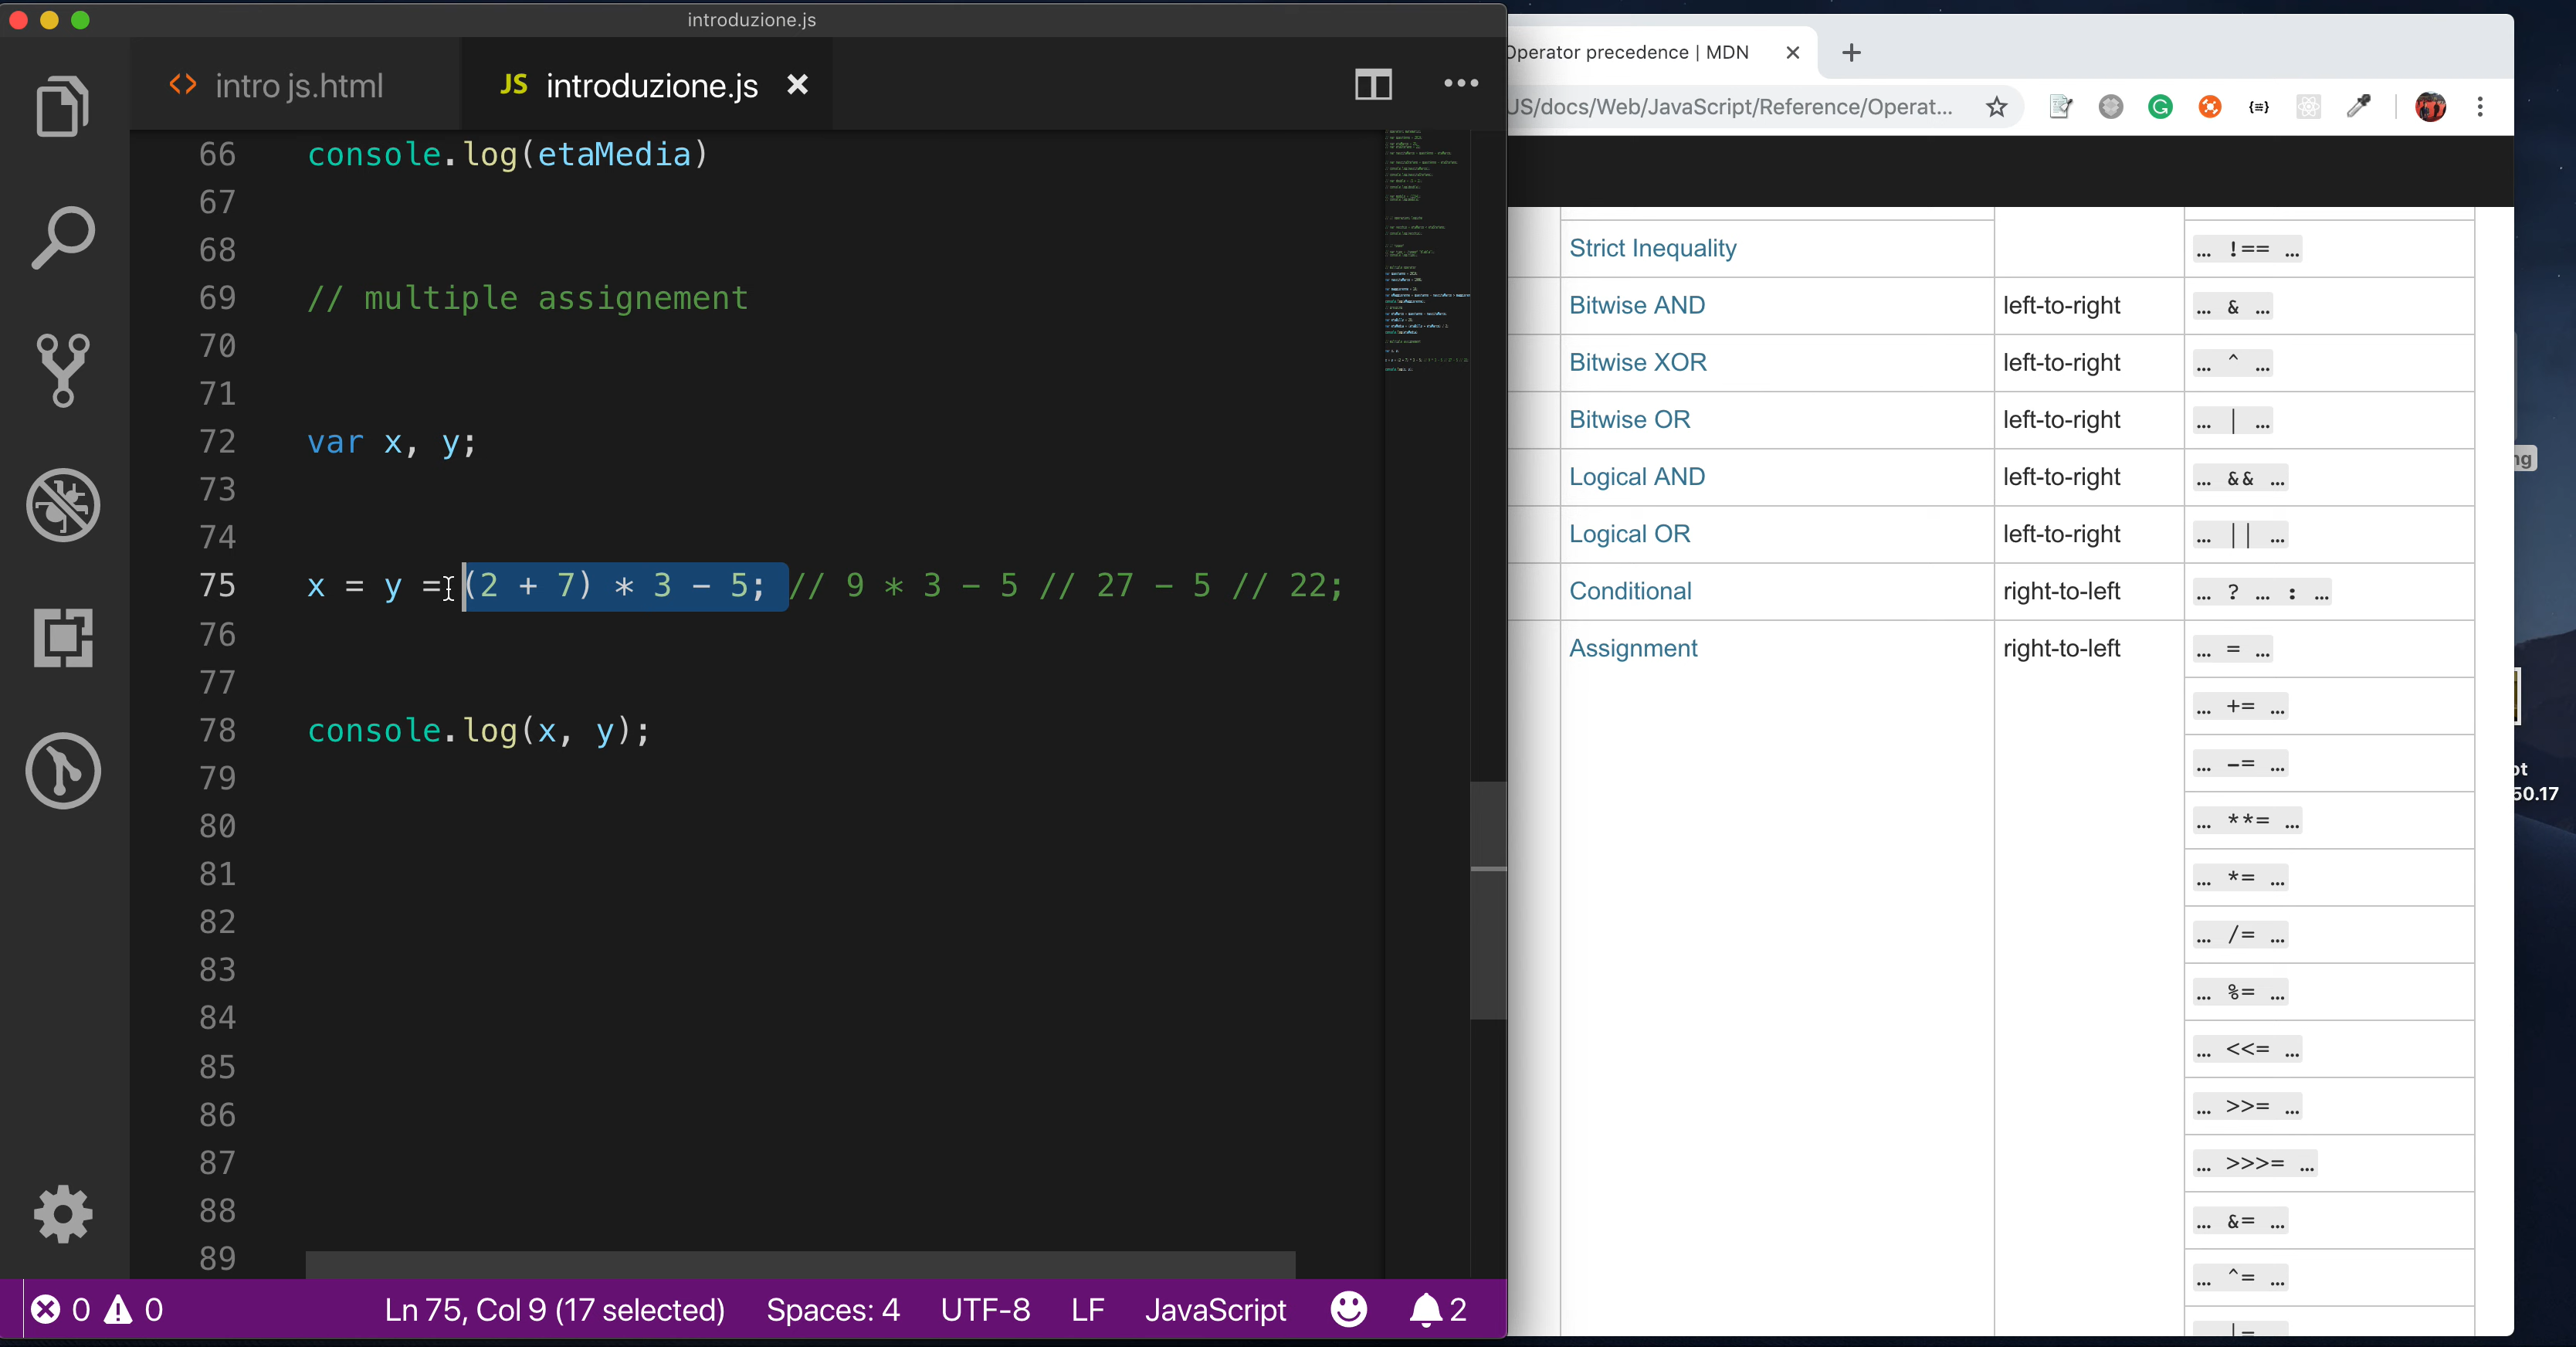 introduzione.js
intro js.html
JS introduzione.js
66 console.log(etaMedia)
67
68
69 // multiple assignement
70
71
72 var x, y;
73
74
75 x = y = (2 + 7) * 3 - 5; // 9 * 3 - 5 // 27 - 5 // 22;
76
77
78 console.log(x, y);
79
80
81
82
83
84
85
86
87
88
89
0 0 Ln 75, Col 9 (17 selected) Spaces: 4 UTF-8 LF JavaScript 2
Operator precedence | MDN
US/docs/Web/JavaScript/Reference/Operat...
Strict Inequality … !== …
Bitwise AND left-to-right … & …
Bitwise XOR left-to-right … ^ …
Bitwise OR left-to-right … | …
Logical AND left-to-right … && …
Logical OR left-to-right … || …
Conditional right-to-left … ? … : …
Assignment right-to-left … = …
… += …
… -= …
… **= …
… *= …
… /= …
… %= …
… <<= …
… >>= …
… >>>= …
… &= …
… ^= …
… |= …
ng
ot
50.17